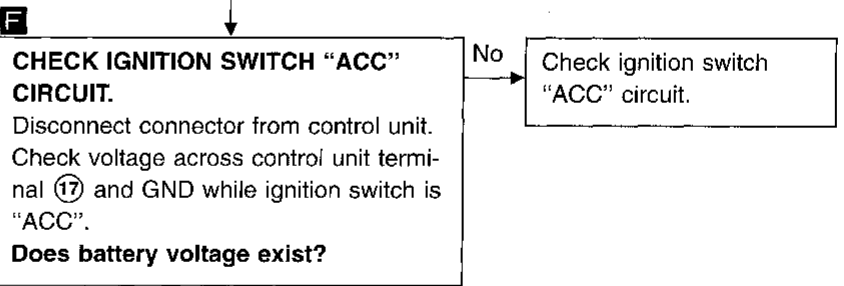 F
CHECK IGNITION SWITCH “ACC”
CIRCUIT.
Disconnect connector from control unit.
Check voltage across control unit termi-
nal ⑰ and GND while ignition switch is
“ACC”.
Does battery voltage exist?
No
Check ignition switch
“ACC” circuit.